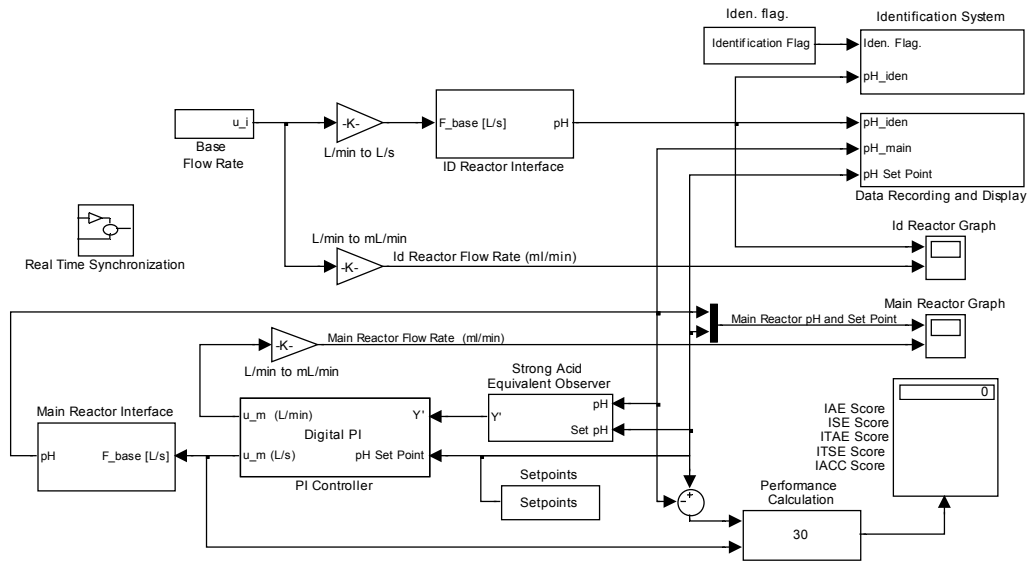 Iden. flag.
Identification System
Identification Flag
Iden. Flag.
pH_iden
u_i
-K-
F_base [L/s]
pH
pH_iden
pH_main
pH Set Point
Base
Flow Rate
L/min to L/s
ID Reactor Interface
Data Recording and Display
Id Reactor Graph
L/min to mL/min
Real Time Synchronization
-K-
Id Reactor Flow Rate (ml/min)
Main Reactor Graph
Main Reactor pH and Set Point
-K-
Main Reactor Flow Rate (ml/min)
L/min to mL/min
Strong Acid
Equivalent Observer
0
Main Reactor Interface
u_m (L/min)
Y'
Y'
pH
Set pH
Digital PI
IAE Score
ISE Score
ITAE Score
ITSE Score
IACC Score
pH
F_base [L/s]
u_m (L/s)
pH Set Point
PI Controller
Setpoints
Setpoints
Performance
Calculation
+
-
30